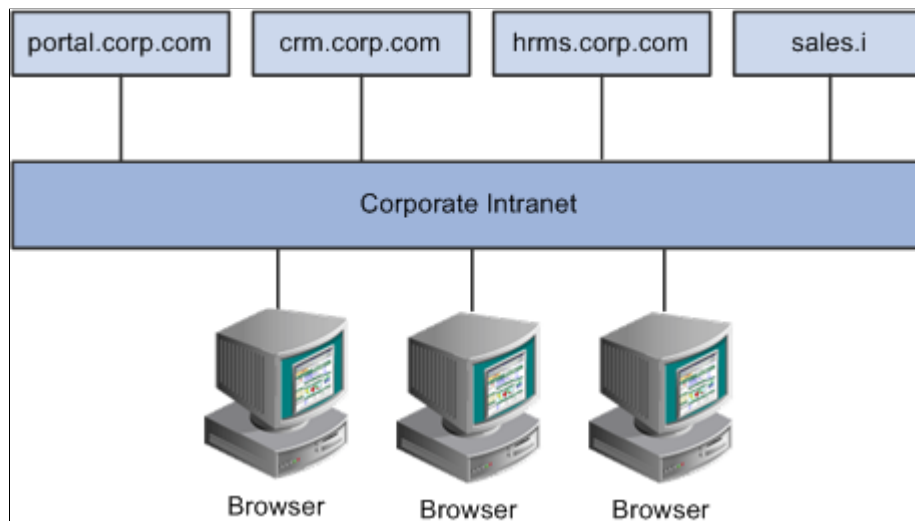 portal.corp.com
crm.corp.com
hrms.corp.com
sales.i
Corporate Intranet
Browser
Browser
Browser